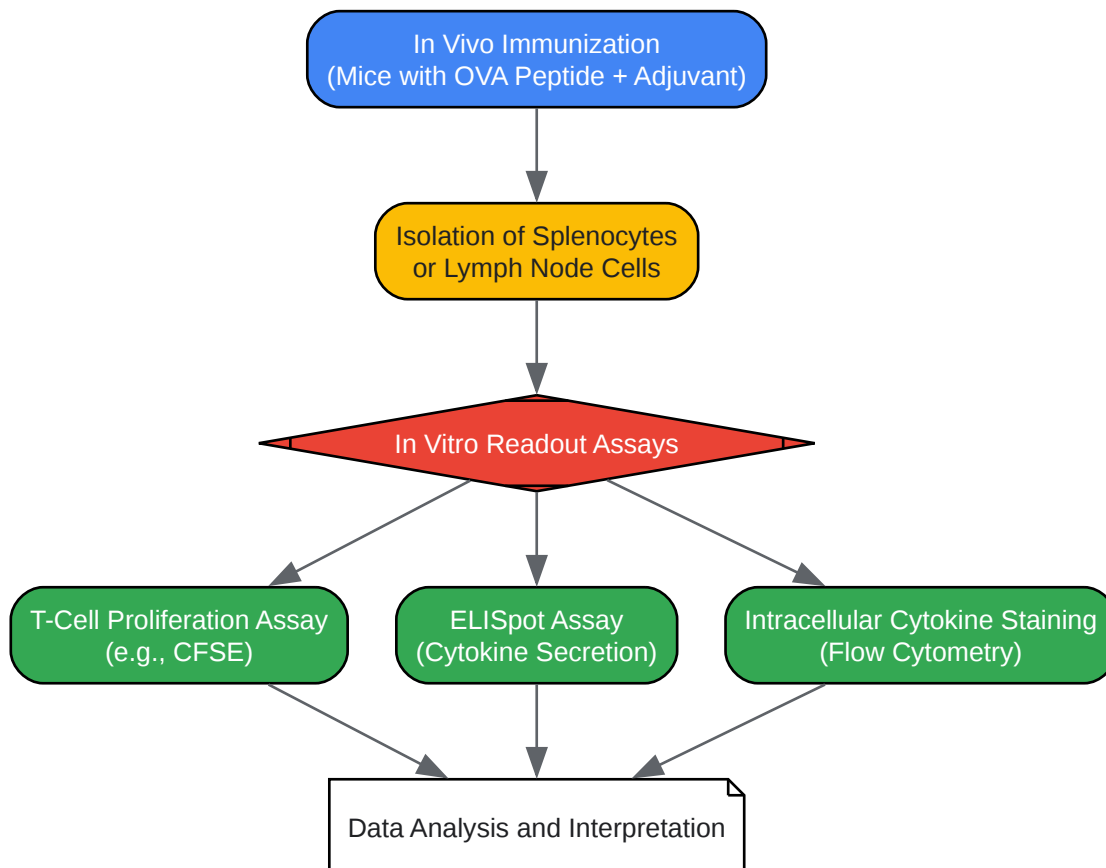 In Vivo Immunization
(Mice with OVA Peptide + Adjuvant)
Isolation of Splenocytes
or Lymph Node Cells
In Vitro Readout Assays
T-Cell Proliferation Assay
(e.g., CFSE)
ELISpot Assay
(Cytokine Secretion)
Intracellular Cytokine Staining
(Flow Cytometry)
Data Analysis and Interpretation